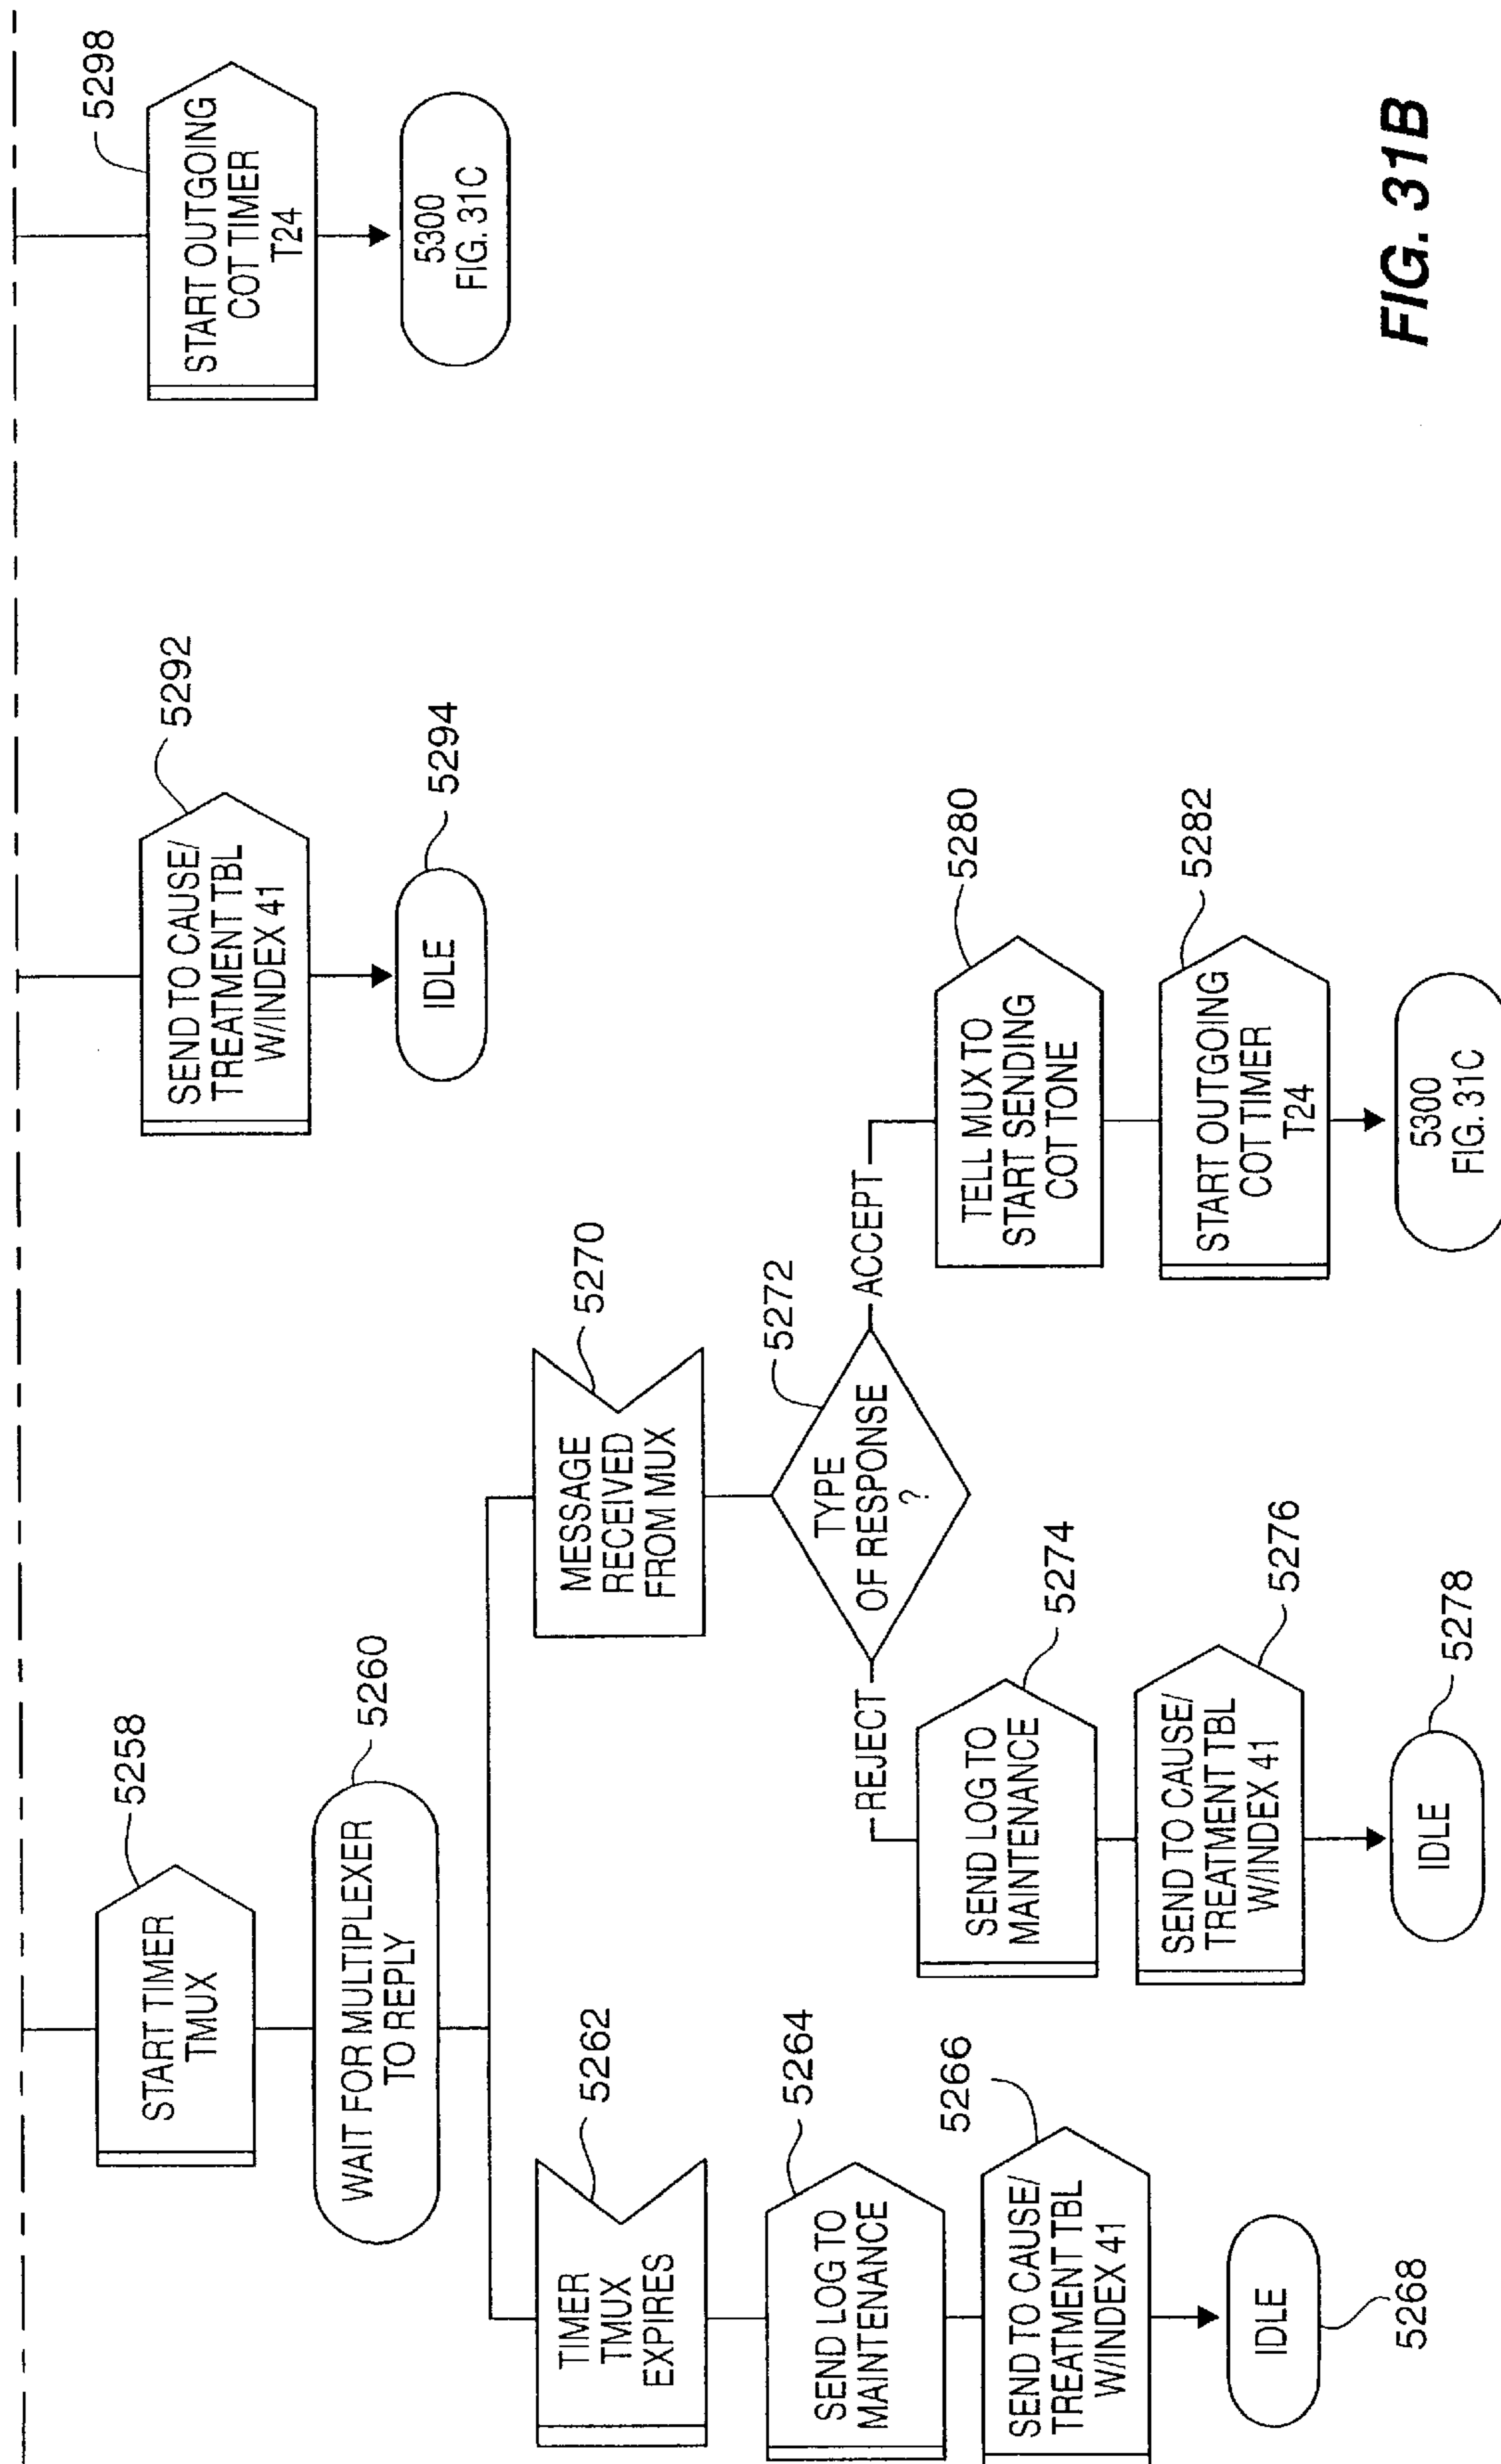 5258
START TIMER
TMUX
5260
WAIT FOR MULTIPLEXER
TO REPLY
5262
TIMER
TMUX
EXPIRES
5264
SEND LOG TO
MAINTENANCE
5266
SEND TO CAUSE/
TREATMENT TBL
W/INDEX 41
IDLE
5268
5270
MESSAGE
RECEIVED
FROM MUX
5272
TYPE
OF RESPONSE
?
REJECT
ACCEPT
5274
SEND LOG TO
MAINTENANCE
5276
SEND TO CAUSE/
TREATMENT TBL
W/INDEX 41
5278
IDLE
5280
TELL MUX TO
START SENDING
COT TONE
5282
START OUTGOING
COT TIMER
T24
5300
FIG. 31C
5292
SEND TO CAUSE/
TREATMENT TBL
W/INDEX 41
5294
IDLE
5298
START OUTGOING
COT TIMER
T24
5300
FIG. 31C
FIG. 31B